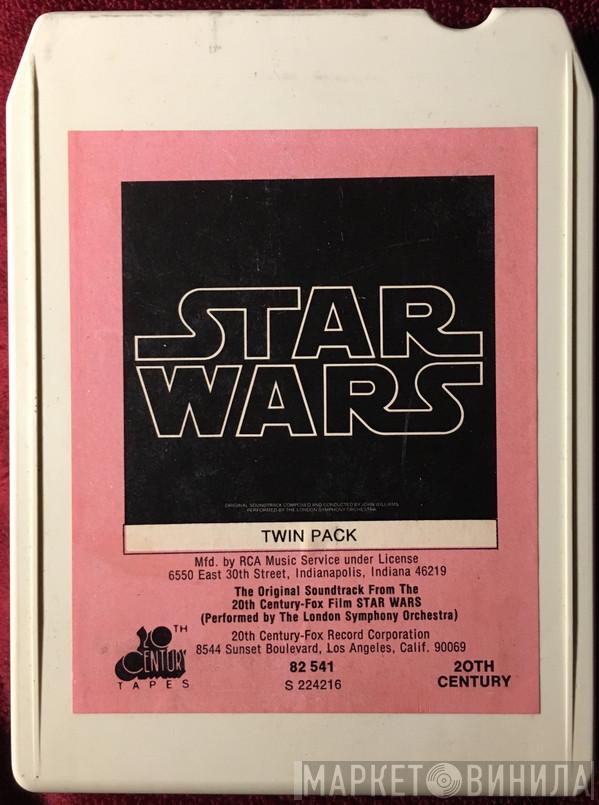 STAR
WARS
ORIGINAL SOUNDTRACK COMPOSED AND CONDUCTED BY JOHN WILLIAMS
PERFORMED BY THE LONDON SYMPHONY ORCHESTRA
TWIN PACK
Mfd. by RCA Music Service under License
6550 East 30th Street, Indianapolis, Indiana 46219
The Original Soundtrack From The
20th Century-Fox Film STAR WARS
(Performed by The London Symphony Orchestra)
20th Century-Fox Record Corporation
8544 Sunset Boulevard, Los Angeles, Calif. 90069
82 541
S 224216
20TH
CENTURY
TAPES
20TH
CENTURY
МАРКЕТ ВИНИЛА